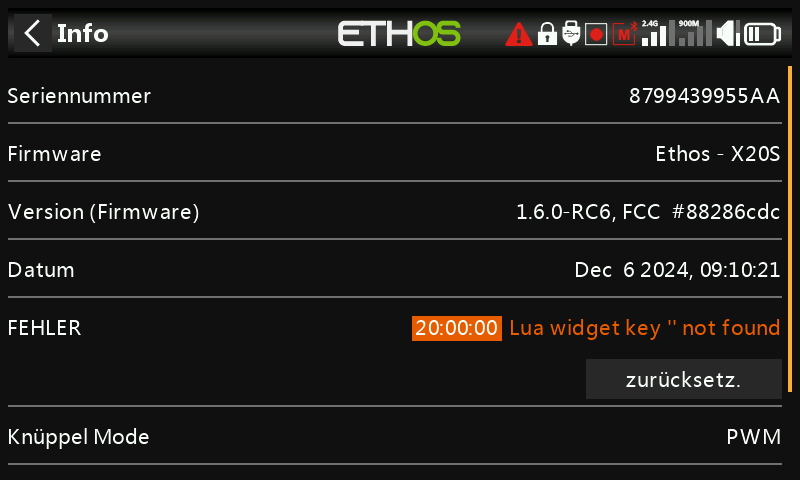 Info ETHOS M 2.4G 900M
Seriennummer 8799439955AA
Firmware Ethos - X20S
Version (Firmware) 1.6.0-RC6, FCC #88286cdc
Datum Dec 6 2024, 09:10:21
FEHLER 20:00:00 Lua widget key '' not found
zurücksetz.
Knüppel Mode PWM